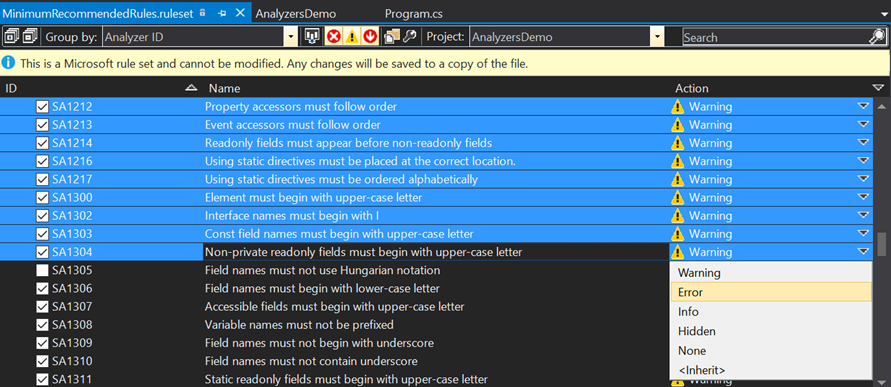 MinimumRecommendedRules.ruleset AnalyzersDemo Program.cs
Group by: Analyzer ID Project: AnalyzersDemo Search
This is a Microsoft rule set and cannot be modified. Any changes will be saved to a copy of the file.
ID Name Action
SA1212 Property accessors must follow order Warning
SA1213 Event accessors must follow order Warning
SA1214 Readonly fields must appear before non-readonly fields Warning
SA1216 Using static directives must be placed at the correct location. Warning
SA1217 Using static directives must be ordered alphabetically Warning
SA1300 Element must begin with upper-case letter Warning
SA1302 Interface names must begin with I Warning
SA1303 Const field names must begin with upper-case letter Warning
SA1304 Non-private readonly fields must begin with upper-case letter Warning
SA1305 Field names must not use Hungarian notation Warning
SA1306 Field names must begin with lower-case letter Error
SA1307 Accessible fields must begin with upper-case letter Info
SA1308 Variable names must not be prefixed Hidden
SA1309 Field names must not begin with underscore None
SA1310 Field names must not contain underscore <Inherit>
SA1311 Static readonly fields must begin with upper-case letter Warning